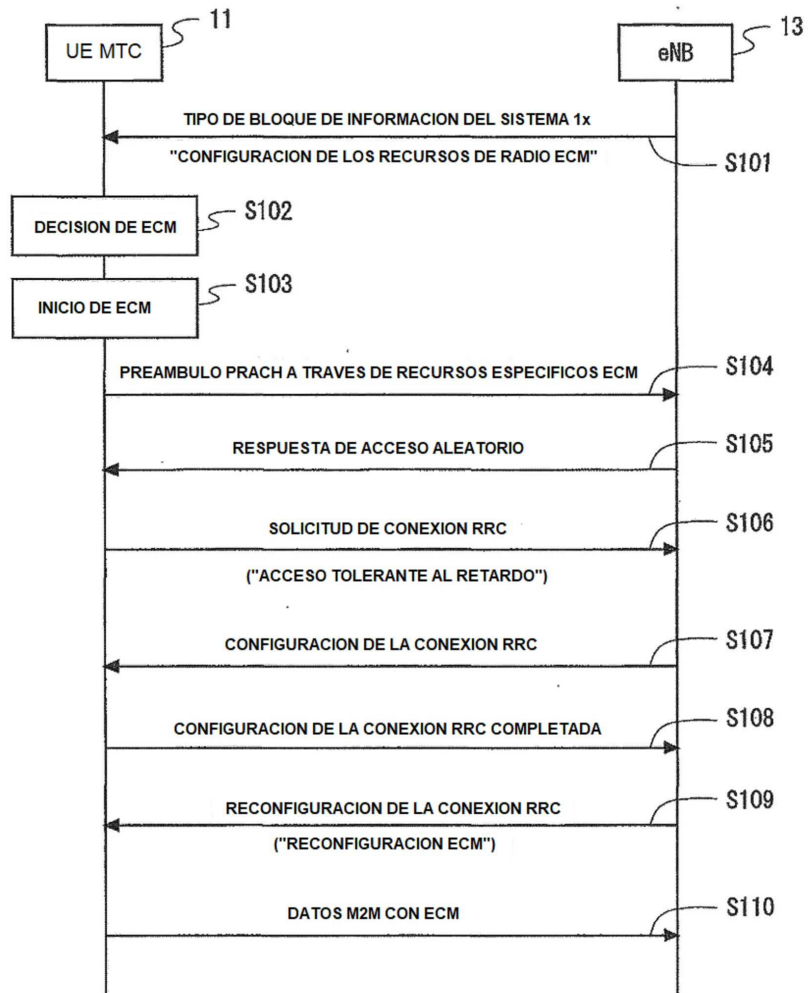 11
13
UE MTC
eNB
TIPO DE BLOQUE DE INFORMACION DEL SISTEMA 1x
"CONFIGURACION DE LOS RECURSOS DE RADIO ECM"
S101
DECISION DE ECM
S102
INICIO DE ECM
S103
PREAMBULO PRACH A TRAVES DE RECURSOS ESPECIFICOS ECM
S104
RESPUESTA DE ACCESO ALEATORIO
S105
SOLICITUD DE CONEXION RRC
S106
("ACCESO TOLERANTE AL RETARDO")
CONFIGURACION DE LA CONEXION RRC
S107
CONFIGURACION DE LA CONEXION RRC COMPLETADA
S108
RECONFIGURACION DE LA CONEXION RRC
S109
("RECONFIGURACION ECM")
DATOS M2M CON ECM
S110